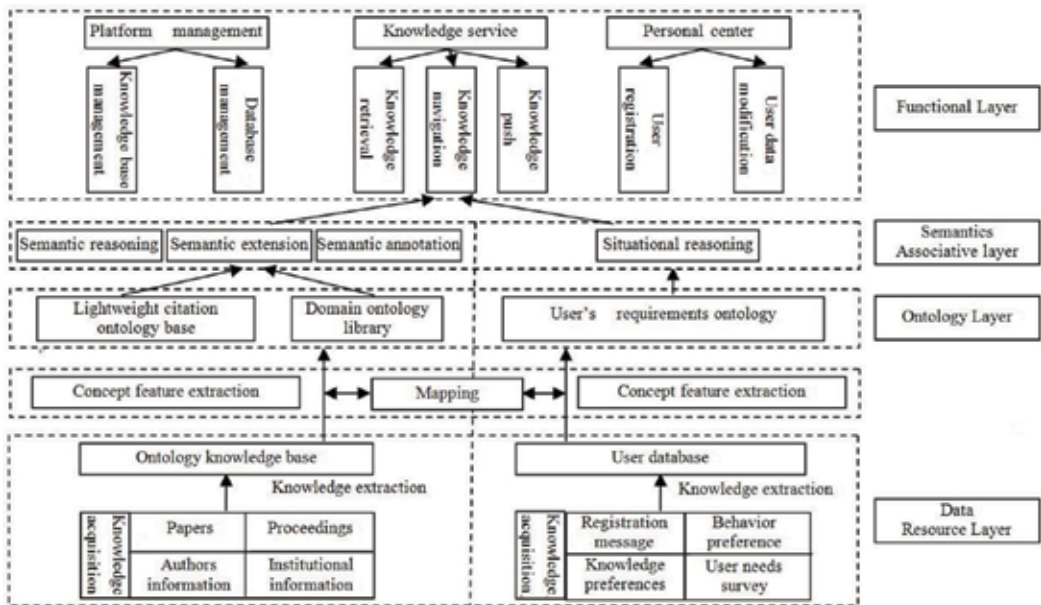 Platform management
Knowledge service
Personal center
Knowledge base
management
Database
management
Knowledge
retrieval
Knowledge
navigation
Knowledge
push
User
registration
User data
modification
Functional Layer
Semantic reasoning
Semantic extension
Semantic annotation
Situational reasoning
Semantics
Associative layer
Lightweight citation
ontology base
Domain ontology
library
User's requirements ontology
Ontology Layer
Concept feature extraction
Mapping
Concept feature extraction
Ontology knowledge base
User database
Knowledge extraction
Knowledge extraction
Knowledge
acquisition
Papers
Proceedings
Authors
information
Institutional
information
Knowledge
acquisition
Registration
message
Behavior
preference
Knowledge
preferences
User needs
survey
Data
Resource Layer